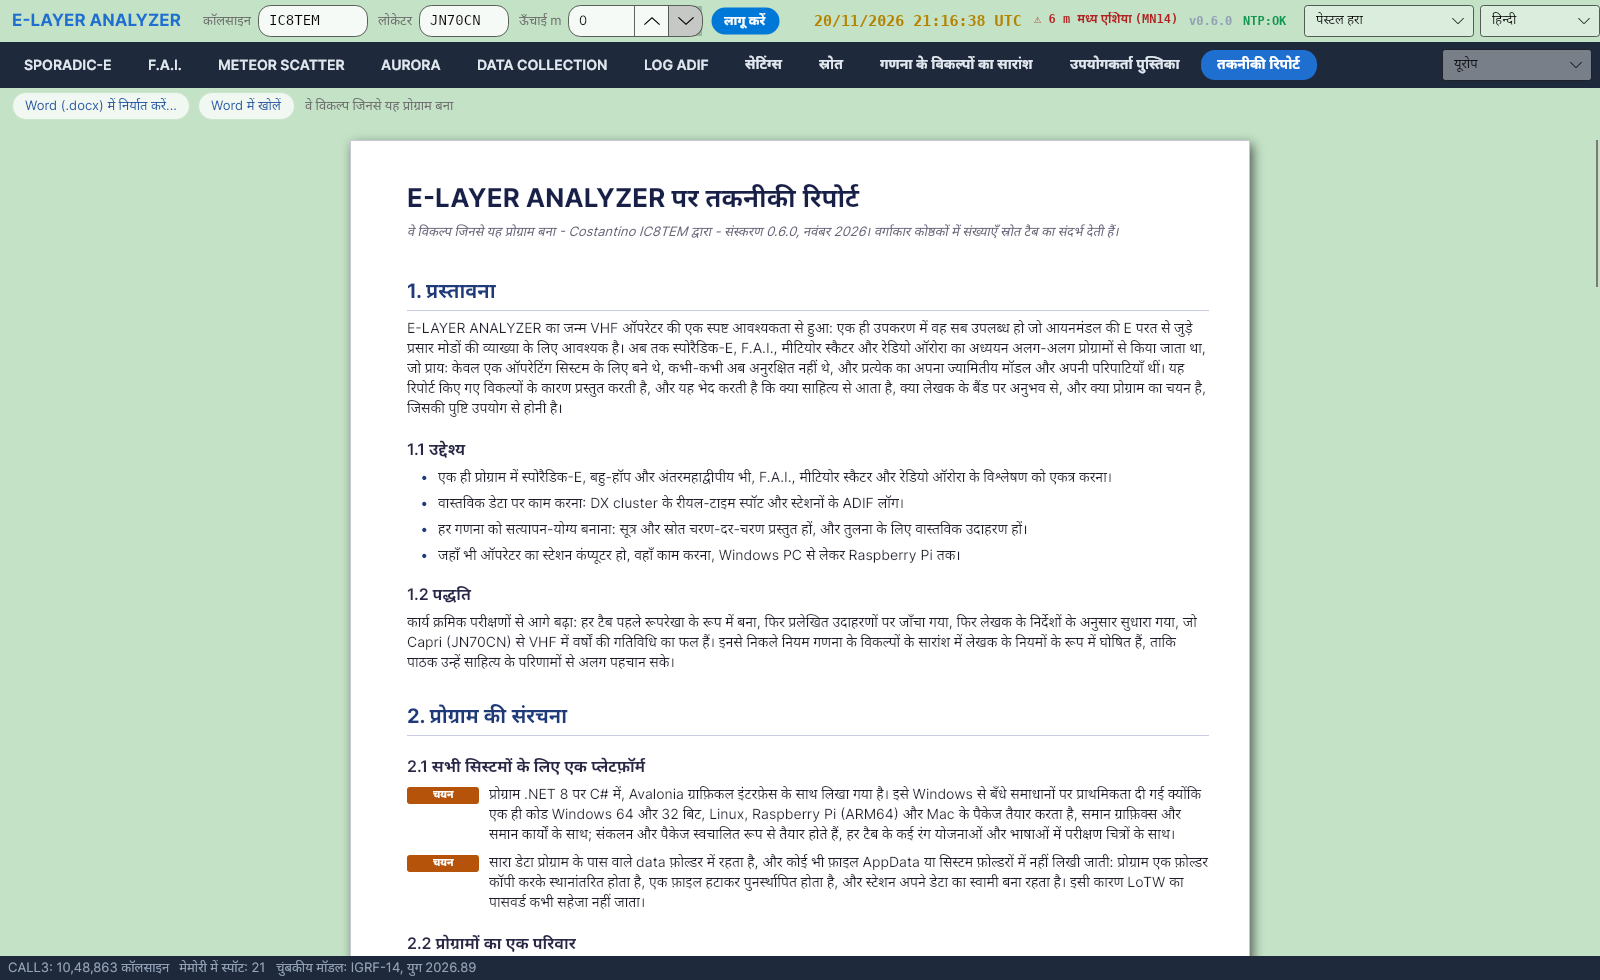 E-LAYER ANALYZER कॉलसाइन IC8TEM लोकेटर JN70CN ऊँचाई m 0 लागू करें 20/11/2026 21:16:38 UTC ⚠ 6 m मध्य एशिया (MN14) v0.6.0 NTP:OK पेस्टल हरा हिन्दी
SPORADIC-E F.A.I. METEOR SCATTER AURORA DATA COLLECTION LOG ADIF सेटिंग्स स्रोत गणना के विकल्पों का सारांश उपयोगकर्ता पुस्तिका तकनीकी रिपोर्ट यूरोप
Word (.docx) में निर्यात करें... Word में खोलें वे विकल्प जिनसे यह प्रोग्राम बना
E-LAYER ANALYZER पर तकनीकी रिपोर्ट
वे विकल्प जिनसे यह प्रोग्राम बना - Costantino IC8TEM द्वारा - संस्करण 0.6.0, नवंबर 2026। वर्गाकार कोष्ठकों में संख्याएँ स्रोत टैब का संदर्भ देती हैं।
1. प्रस्तावना
E-LAYER ANALYZER का जन्म VHF ऑपरेटर की एक स्पष्ट आवश्यकता से हुआ: एक ही उपकरण में वह सब उपलब्ध हो जो आयनमंडल की E परत से जुड़े
प्रसार मोडों की व्याख्या के लिए आवश्यक है। अब तक स्पोरैडिक-E, F.A.I., मीटियोर स्कैटर और रेडियो ऑरोरा का अध्ययन अलग-अलग प्रोग्रामों से किया जाता था,
जो प्राय: केवल एक ऑपरेटिंग सिस्टम के लिए बने थे, कभी-कभी अब अनुरक्षित नहीं थे, और प्रत्येक का अपना ज्यामितीय मॉडल और अपनी परिपाटियाँ थीं। यह
रिपोर्ट किए गए विकल्पों के कारण प्रस्तुत करती है, और यह भेद करती है कि क्या साहित्य से आता है, क्या लेखक के बैंड पर अनुभव से, और क्या प्रोग्राम का चयन है,
जिसकी पुष्टि उपयोग से होनी है।
1.1 उद्देश्य
• एक ही प्रोग्राम में स्पोरैडिक-E, बहु-हॉप और अंतरमहाद्वीपीय भी, F.A.I., मीटियोर स्कैटर और रेडियो ऑरोरा के विश्लेषण को एकत्र करना।
• वास्तविक डेटा पर काम करना: DX cluster के रीयल-टाइम स्पॉट और स्टेशनों के ADIF लॉग।
• हर गणना को सत्यापन-योग्य बनाना: सूत्र और स्रोत चरण-दर-चरण प्रस्तुत हों, और तुलना के लिए वास्तविक उदाहरण हों।
• जहाँ भी ऑपरेटर का स्टेशन कंप्यूटर हो, वहाँ काम करना, Windows PC से लेकर Raspberry Pi तक।
1.2 पद्धति
कार्य क्रमिक परीक्षणों से आगे बढ़ा: हर टैब पहले रूपरेखा के रूप में बना, फिर प्रलेखित उदाहरणों पर जाँचा गया, फिर लेखक के निर्देशों के अनुसार सुधारा गया, जो
Capri (JN70CN) से VHF में वर्षों की गतिविधि का फल हैं। इनसे निकले नियम गणना के विकल्पों के सारांश में लेखक के नियमों के रूप में घोषित हैं, ताकि
पाठक उन्हें साहित्य के परिणामों से अलग पहचान सके।
2. प्रोग्राम की संरचना
2.1 सभी सिस्टमों के लिए एक प्लेटफ़ॉर्म
चयन प्रोग्राम .NET 8 पर C# में, Avalonia ग्राफ़िकल इंटरफ़ेस के साथ लिखा गया है। इसे Windows से बँधे समाधानों पर प्राथमिकता दी गई क्योंकि
एक ही कोड Windows 64 और 32 बिट, Linux, Raspberry Pi (ARM64) और Mac के पैकेज तैयार करता है, समान ग्राफ़िक्स और
समान कार्यों के साथ; संकलन और पैकेज स्वचालित रूप से तैयार होते हैं, हर टैब के कई रंग योजनाओं और भाषाओं में परीक्षण चित्रों के साथ।
चयन सारा डेटा प्रोग्राम के पास वाले data फ़ोल्डर में रहता है, और कोई भी फ़ाइल AppData या सिस्टम फ़ोल्डरों में नहीं लिखी जाती: प्रोग्राम एक फ़ोल्डर
कॉपी करके स्थानांतरित होता है, एक फ़ाइल हटाकर पुनर्स्थापित होता है, और स्टेशन अपने डेटा का स्वामी बना रहता है। इसी कारण LoTW का
पासवर्ड कभी सहेजा नहीं जाता।
2.2 प्रोग्रामों का एक परिवार
CALL3: 10,48,863 कॉलसाइन मेमोरी में स्पॉट: 21 चुंबकीय मॉडल: IGRF-14, युग 2026.89